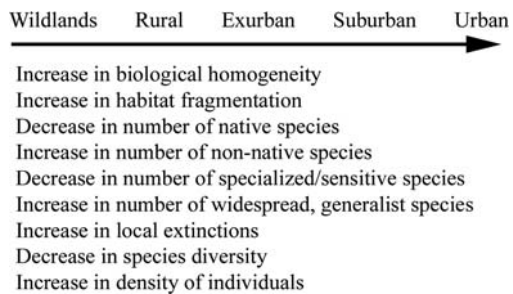 Wildlands Rural Exurban Suburban Urban
Increase in biological homogeneity
Increase in habitat fragmentation
Decrease in number of native species
Increase in number of non-native species
Decrease in number of specialized/sensitive species
Increase in number of widespread, generalist species
Increase in local extinctions
Decrease in species diversity
Increase in density of individuals